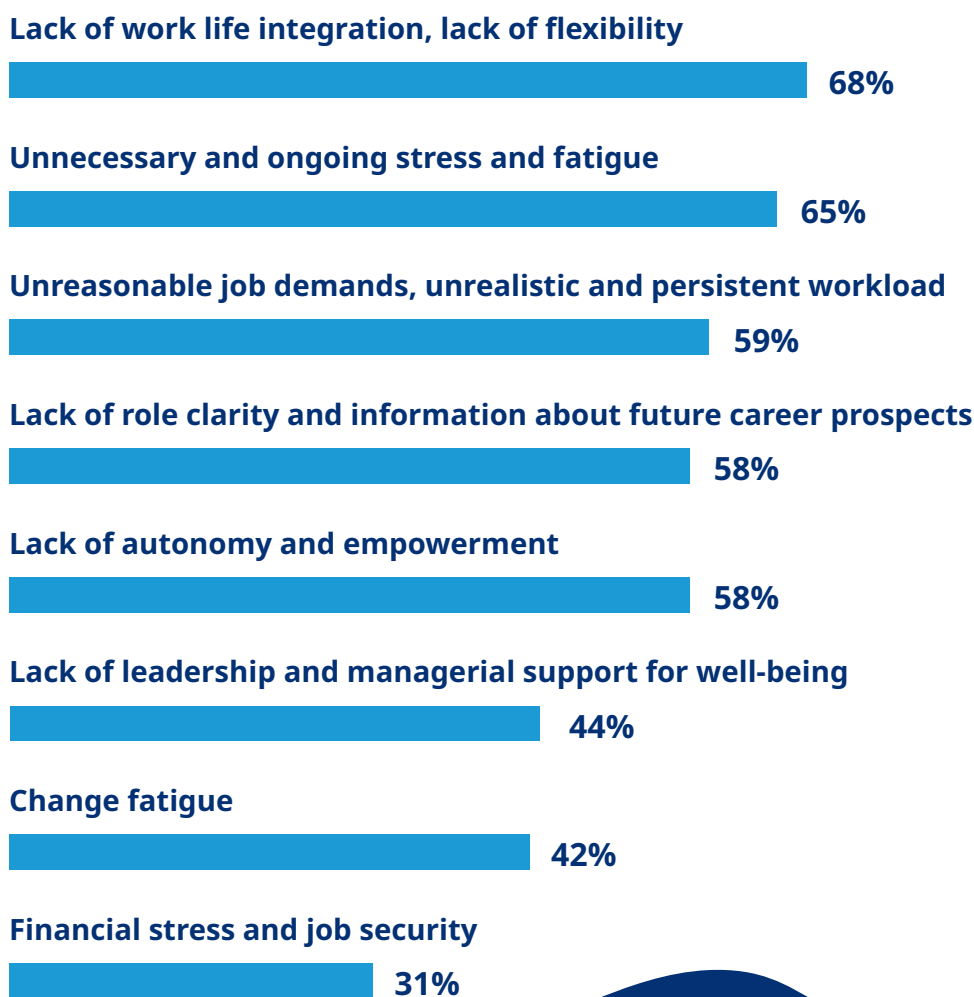 Lack of work life integration, lack of flexibility
68%
Unnecessary and ongoing stress and fatigue
65%
Unreasonable job demands, unrealistic and persistent workload
59%
Lack of role clarity and information about future career prospects
58%
Lack of autonomy and empowerment
58%
Lack of leadership and managerial support for well-being
44%
Change fatigue
42%
Financial stress and job security
31%